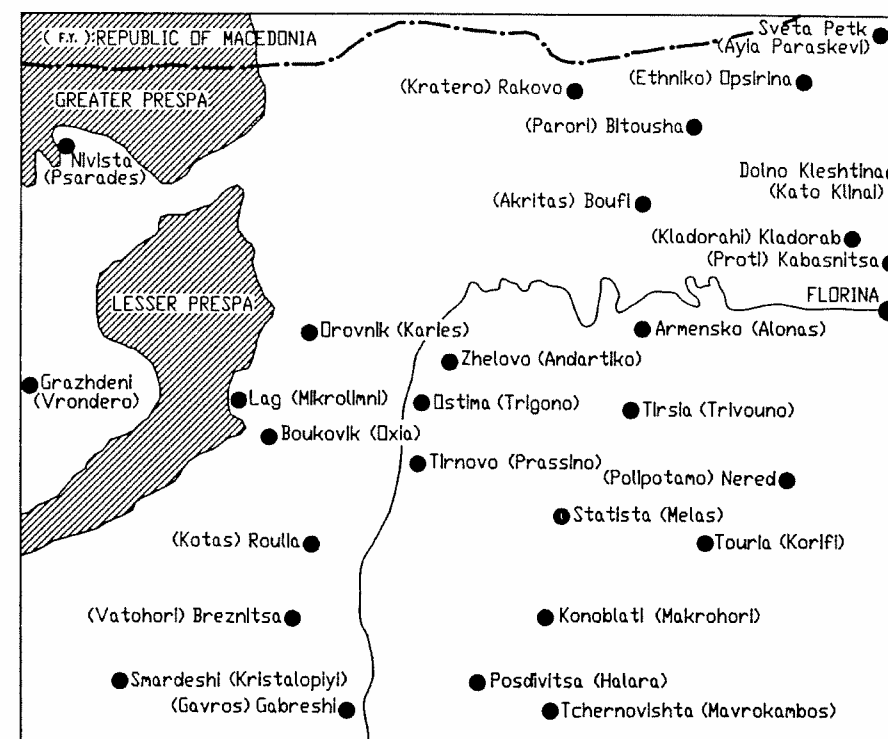 ( F.Y. ):REPUBLIC OF MACEDONIA
Sveta Petk
(Ayia Paraskevi)
(Kratero) Rakovo
(Ethniko) Opsirina
GREATER PRESPA
(Parori) Bitousha
Nivista
(Psarades)
Dolno Kleshtina
(Kato Klinai)
(Akritas) Boufi
(Kladorahi) Kladorab
(Proti) Kabasnitsa
LESSER PRESPA
FLORINA
Orovnik (Karies)
Armensko (Alonas)
Zhelovo (Andartiko)
Grazhdeni
(Vrondero)
Lag (Mikrolimni)
Ostima (Trigono)
Tirsia (Trivouno)
Boukovik (Oxia)
Tirnovo (Prassino)
(Polipotamo) Nered
Statista (Melas)
(Kotas) Roulia
Touria (Korifi)
(Vatohori) Breznitsa
Konoblati (Makrohori)
Smardeshi (Kristalopiyi)
Posdivitsa (Halara)
(Gavros) Gabreshi
Tchernovishta (Mavrokambos)